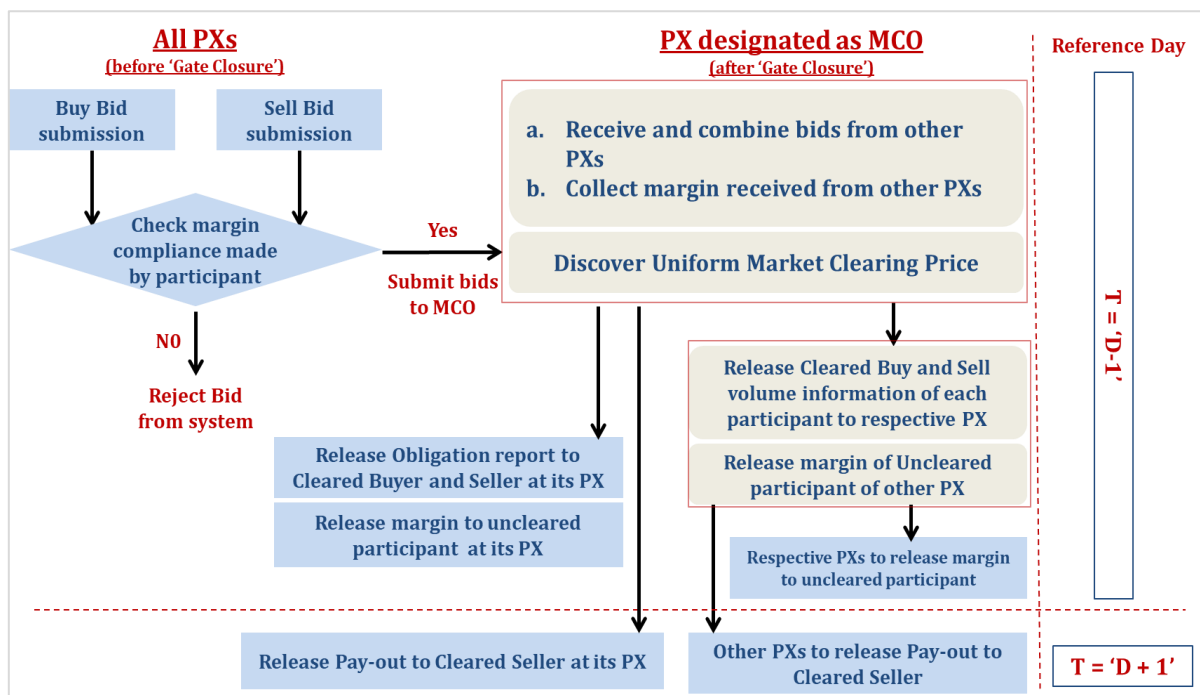 All PXs
(before ‘Gate Closure’)
PX designated as MCO
(after ‘Gate Closure’)
Reference Day
Buy Bid
submission
Sell Bid
submission
a. Receive and combine bids from other
PXs
b. Collect margin received from other PXs
Check margin
compliance made
by participant
Yes
Submit bids
to MCO
Discover Uniform Market Clearing Price
N0
Reject Bid
from system
T = ‘D-1’
Release Cleared Buy and Sell
volume information of each
participant to respective PX
Release Obligation report to
Cleared Buyer and Seller at its PX
Release margin of Uncleared
participant of other PX
Release margin to uncleared
participant at its PX
Respective PXs to release margin
to uncleared participant
Release Pay-out to Cleared Seller at its PX
Other PXs to release Pay-out to
Cleared Seller
T = ‘D + 1’